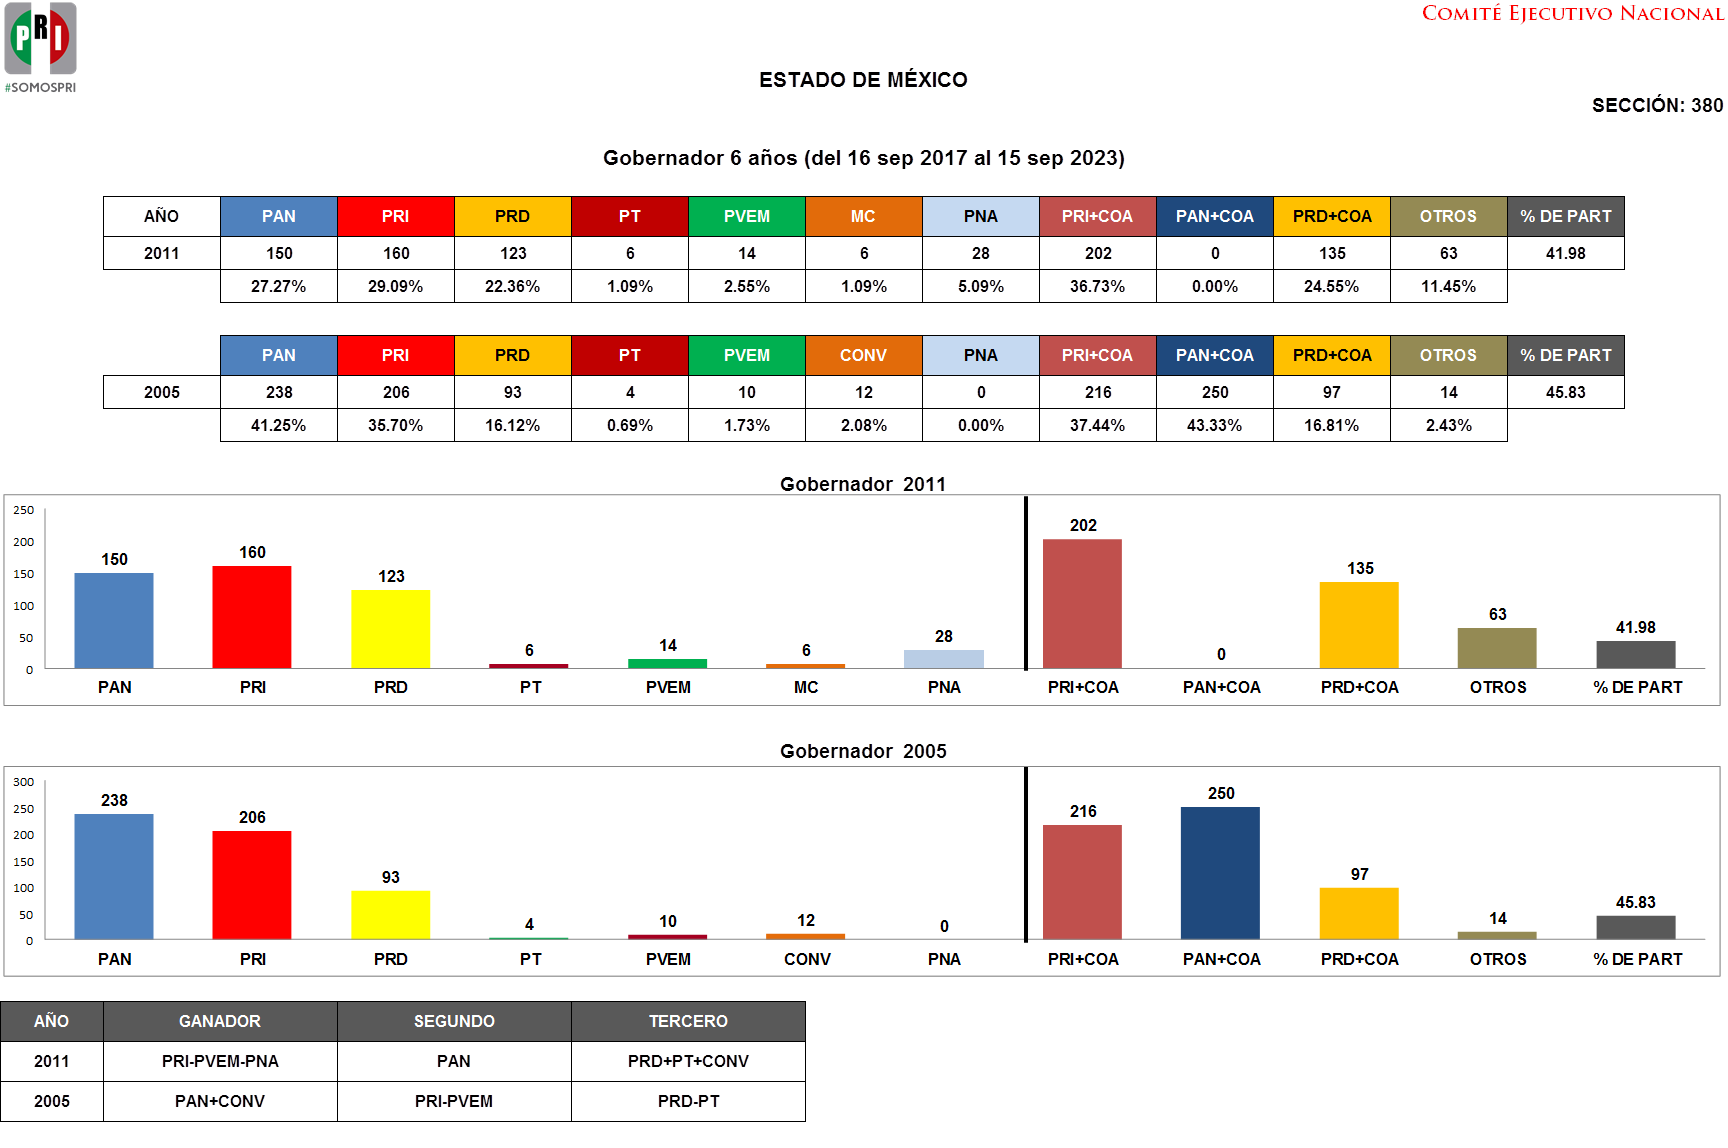 PRI
#SOMOSPRI
COMITÉ EJECUTIVO NACIONAL
ESTADO DE MÉXICO
SECCIÓN: 380
Gobernador 6 años (del 16 sep 2017 al 15 sep 2023)
AÑO PAN PRI PRD PT PVEM MC PNA PRI+COA PAN+COA PRD+COA OTROS % DE PART
2011 150 160 123 6 14 6 28 202 0 135 63 41.98
27.27% 29.09% 22.36% 1.09% 2.55% 1.09% 5.09% 36.73% 0.00% 24.55% 11.45%
PAN PRI PRD PT PVEM CONV PNA PRI+COA PAN+COA PRD+COA OTROS % DE PART
2005 238 206 93 4 10 12 0 216 250 97 14 45.83
41.25% 35.70% 16.12% 0.69% 1.73% 2.08% 0.00% 37.44% 43.33% 16.81% 2.43%
Gobernador 2011
250
200
150
100
50
0
150 160 123 6 14 6 28 202 0 135 63 41.98
PAN PRI PRD PT PVEM MC PNA PRI+COA PAN+COA PRD+COA OTROS % DE PART
Gobernador 2005
300
250
200
150
100
50
0
238 206 93 4 10 12 0 216 250 97 14 45.83
PAN PRI PRD PT PVEM CONV PNA PRI+COA PAN+COA PRD+COA OTROS % DE PART
AÑO GANADOR SEGUNDO TERCERO
2011 PRI-PVEM-PNA PAN PRD+PT+CONV
2005 PAN+CONV PRI-PVEM PRD-PT